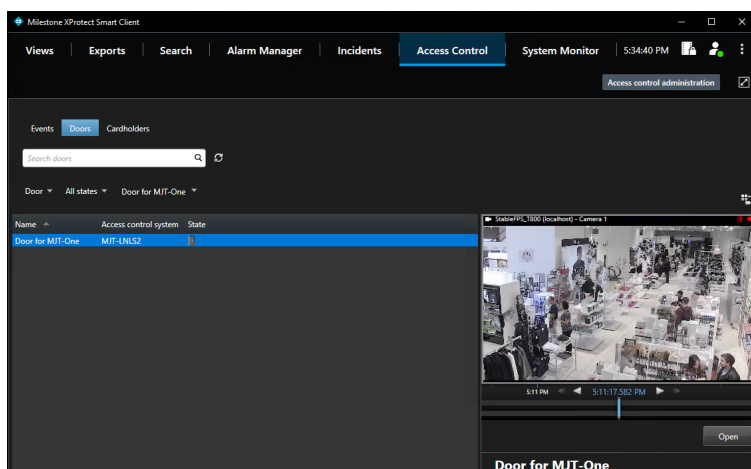 Milestone XProtect Smart Client
Views Exports Search Alarm Manager Incidents Access Control System Monitor 5:34:40 PM
Access control administration
Events Doors Cardholders
Search doors
Door All states Door for MJT-One
Name Access control system State
Door for MJT-One MJT-LNLS2
StableFPS_T800 (localhost) - Camera 1
5:11 PM 5:11:17.582 PM
Open
Door for MJT-One